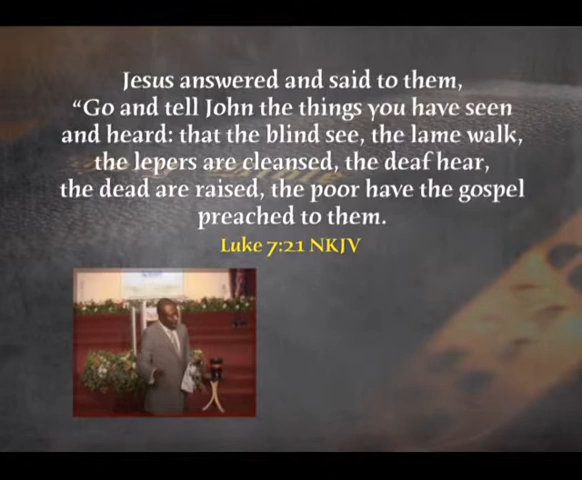 Jesus answered and said to them,
“Go and tell John the things you have seen
and heard: that the blind see, the lame walk,
the lepers are cleansed, the deaf hear,
the dead are raised, the poor have the gospel
preached to them.
Luke 7:21 NKJV